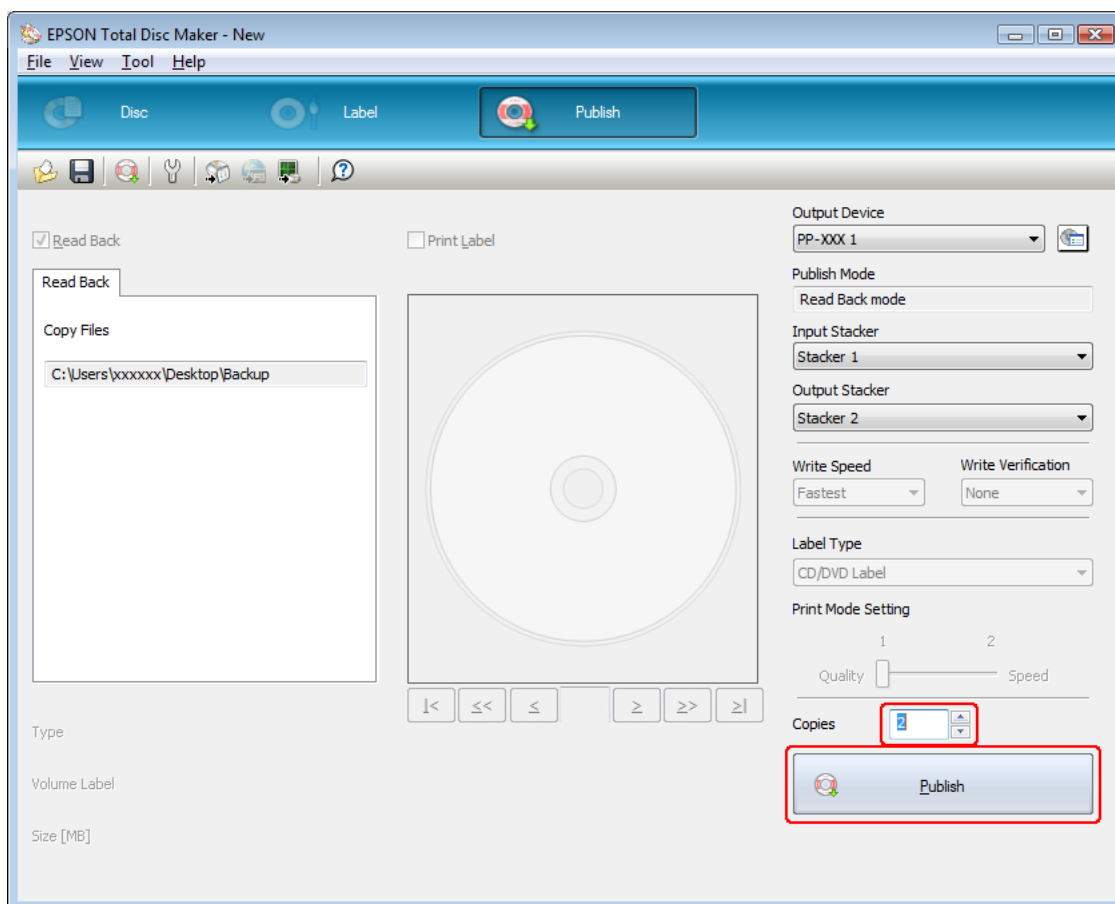 EPSON Total Disc Maker - New
File View Tool Help
Disc
Label
Publish
Read Back
Print Label
Read Back
Copy Files
C:\Users\xxxxxx\Desktop\Backup
|< << < > >> >|
Type
Volume Label
Size [MB]
Output Device
PP-XXX 1
Publish Mode
Read Back mode
Input Stacker
Stacker 1
Output Stacker
Stacker 2
Write Speed Write Verification
Fastest None
Label Type
CD/DVD Label
Print Mode Setting
1 2
Quality Speed
Copies 2
Publish